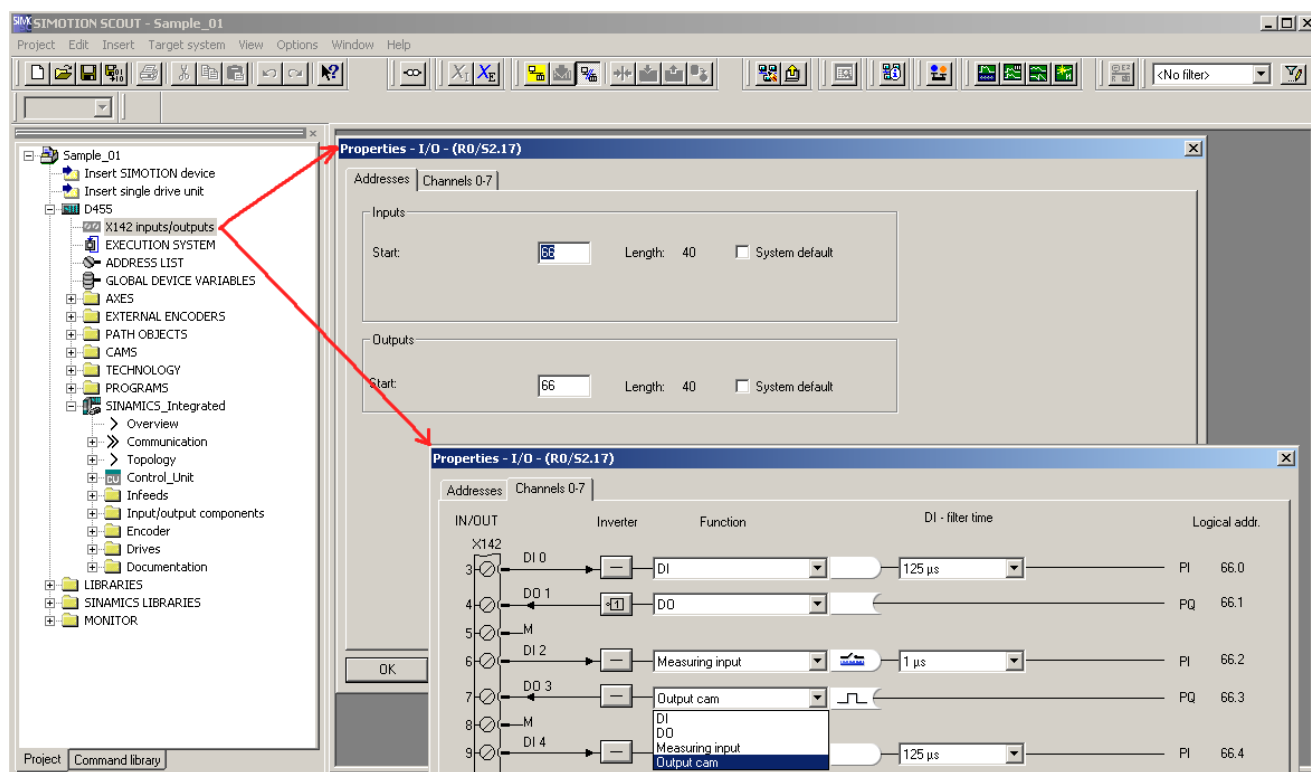 SIMOTION SCOUT - Sample_01
Project Edit Insert Target system View Options Window Help
<No filter>
Sample_01
Insert SIMOTION device
Insert single drive unit
D455
X142 inputs/outputs
EXECUTION SYSTEM
ADDRESS LIST
GLOBAL DEVICE VARIABLES
AXES
EXTERNAL ENCODERS
PATH OBJECTS
CAMS
TECHNOLOGY
PROGRAMS
SINAMICS_Integrated
Overview
Communication
Topology
Control_Unit
Infeeds
Input/output components
Encoder
Drives
Documentation
LIBRARIES
SINAMICS LIBRARIES
MONITOR
Project Command library
Properties - I/O - (R0/S2.17)
Addresses Channels 0-7
Inputs
Start: 66 Length: 40 System default
Outputs
Start: 66 Length: 40 System default
OK
Properties - I/O - (R0/S2.17)
Addresses Channels 0-7
IN/OUT Inverter Function DI - filter time Logical addr.
X142
3 DI 0 DI 125 µs PI 66.0
4 DO 1 1 DO PQ 66.1
5 M
6 DI 2 Measuring input 1 µs PI 66.2
7 DO 3 Output cam PQ 66.3
8 M
DI
DO
9 DI 4 Measuring input 125 µs PI 66.4
Output cam